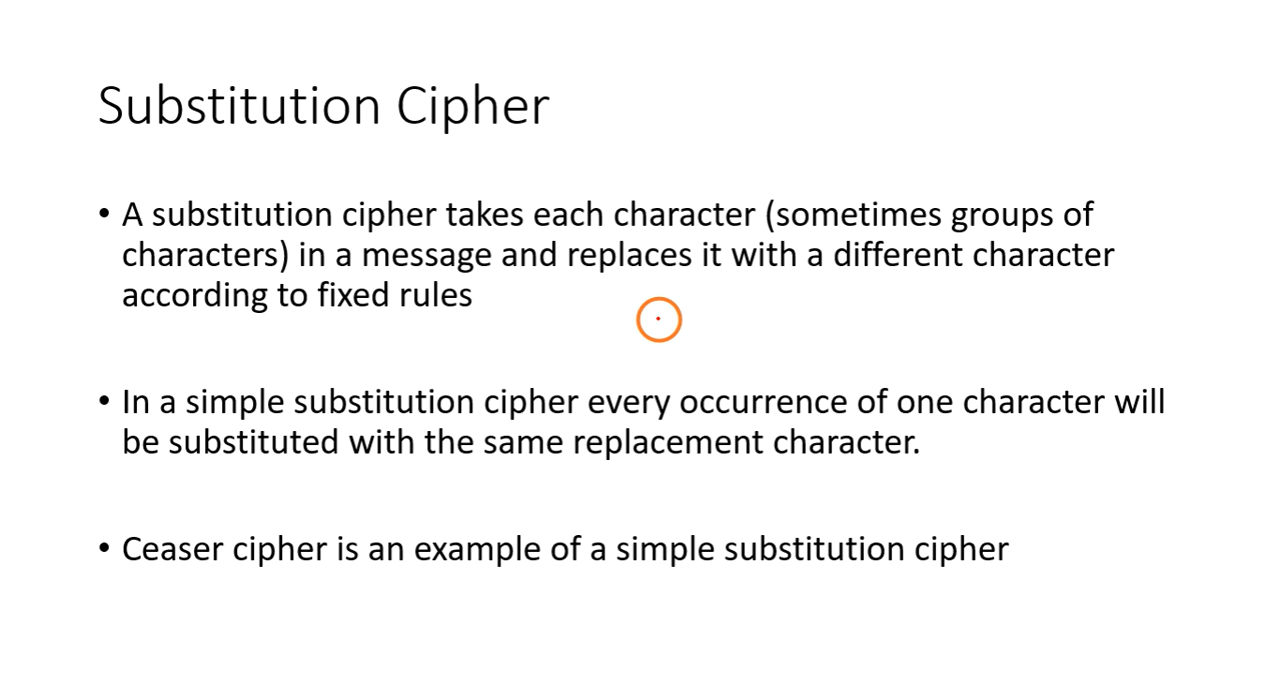 Substitution Cipher
• A substitution cipher takes each character (sometimes groups of
characters) in a message and replaces it with a different character
according to fixed rules
• In a simple substitution cipher every occurrence of one character will
be substituted with the same replacement character.
• Ceaser cipher is an example of a simple substitution cipher